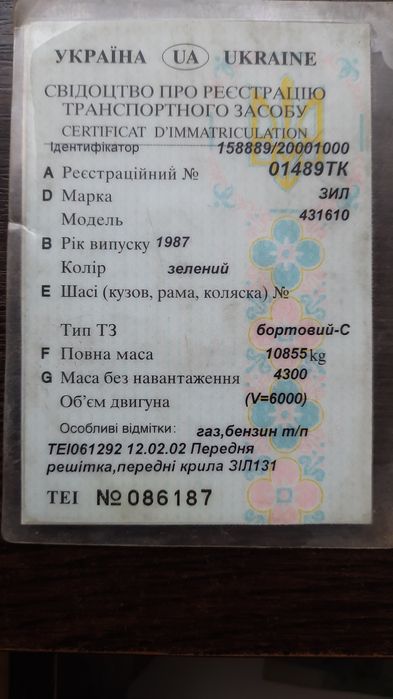 УКРАЇНА UA UKRAINE
СВІДОЦТВО ПРО РЕЄСТРАЦІЮ
ТРАНСПОРТНОГО ЗАСОБУ
CERTIFICAT D'IMMATRICULATION
Ідентифікатор 158889/20001000
A Реєстраційний № 01489ТК
D Марка ЗИЛ
Модель 431610
B Рік випуску 1987
Колір зелений
E Шасі (кузов, рама, коляска) №
Тип ТЗ бортовий-С
F Повна маса 10855 kg
G Маса без навантаження 4300
Об'єм двигуна (V=6000)
Особливі відмітки: газ,бензин т/п
ТЕІ061292 12.02.02 Передня
решітка,передні крила ЗІЛ131
ТЕІ №086187